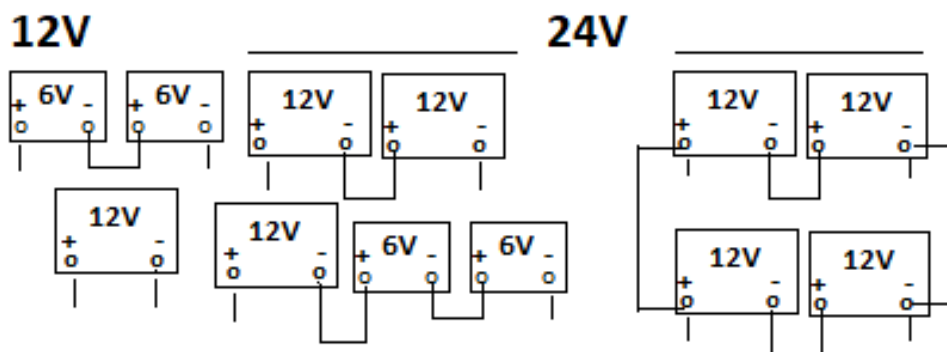 12V 24V
6V 6V 12V 12V 12V 12V
+ - + - + - + - + - + -
o o o o o o o o o o o o
12V 12V 6V 6V 12V 12V
+ - + - + - + - + - + -
o o o o o o o o o o o o